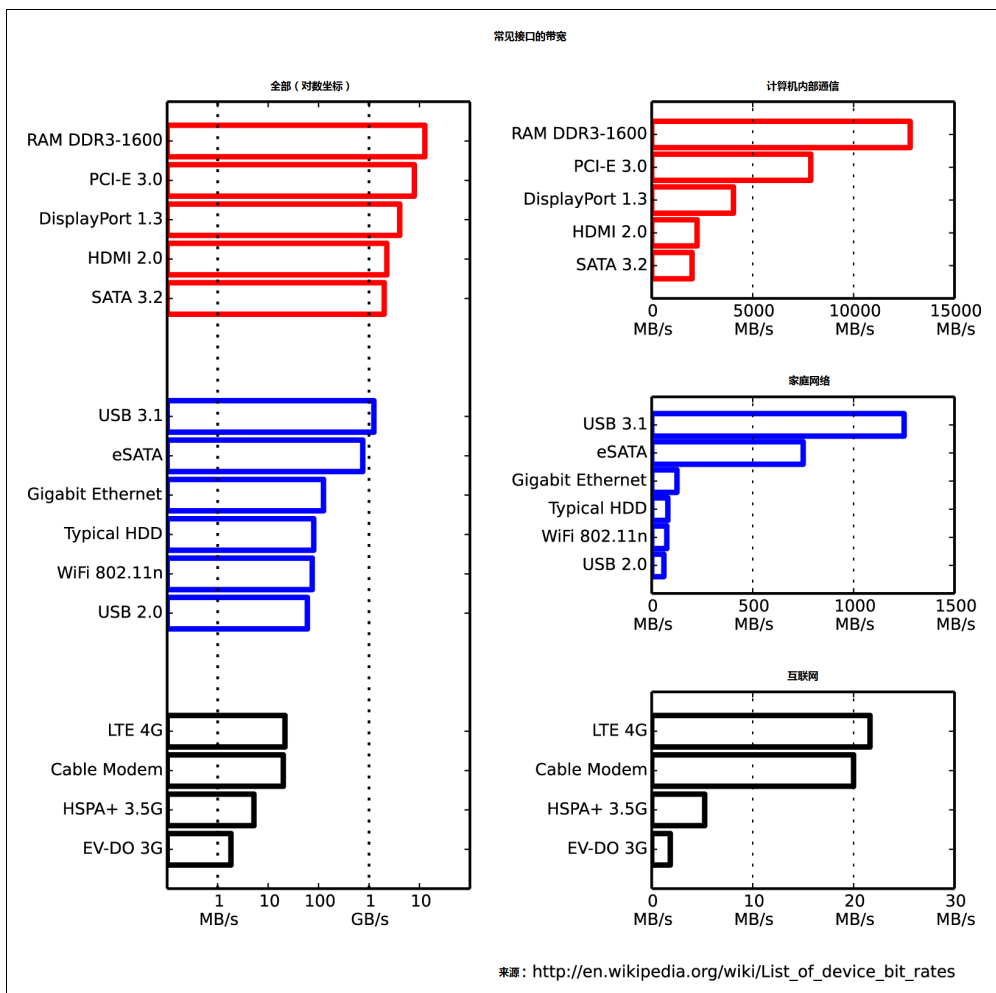 常见接口的带宽
全部（对数坐标）
RAM DDR3-1600
PCI-E 3.0
DisplayPort 1.3
HDMI 2.0
SATA 3.2
USB 3.1
eSATA
Gigabit Ethernet
Typical HDD
WiFi 802.11n
USB 2.0
LTE 4G
Cable Modem
HSPA+ 3.5G
EV-DO 3G
1 10 100 1 10
MB/s GB/s
计算机内部通信
RAM DDR3-1600
PCI-E 3.0
DisplayPort 1.3
HDMI 2.0
SATA 3.2
0 5000 10000 15000
MB/s MB/s MB/s MB/s
家庭网络
USB 3.1
eSATA
Gigabit Ethernet
Typical HDD
WiFi 802.11n
USB 2.0
0 500 1000 1500
MB/s MB/s MB/s MB/s
互联网
LTE 4G
Cable Modem
HSPA+ 3.5G
EV-DO 3G
0 10 20 30
MB/s MB/s MB/s MB/s
来源：http://en.wikipedia.org/wiki/List_of_device_bit_rates